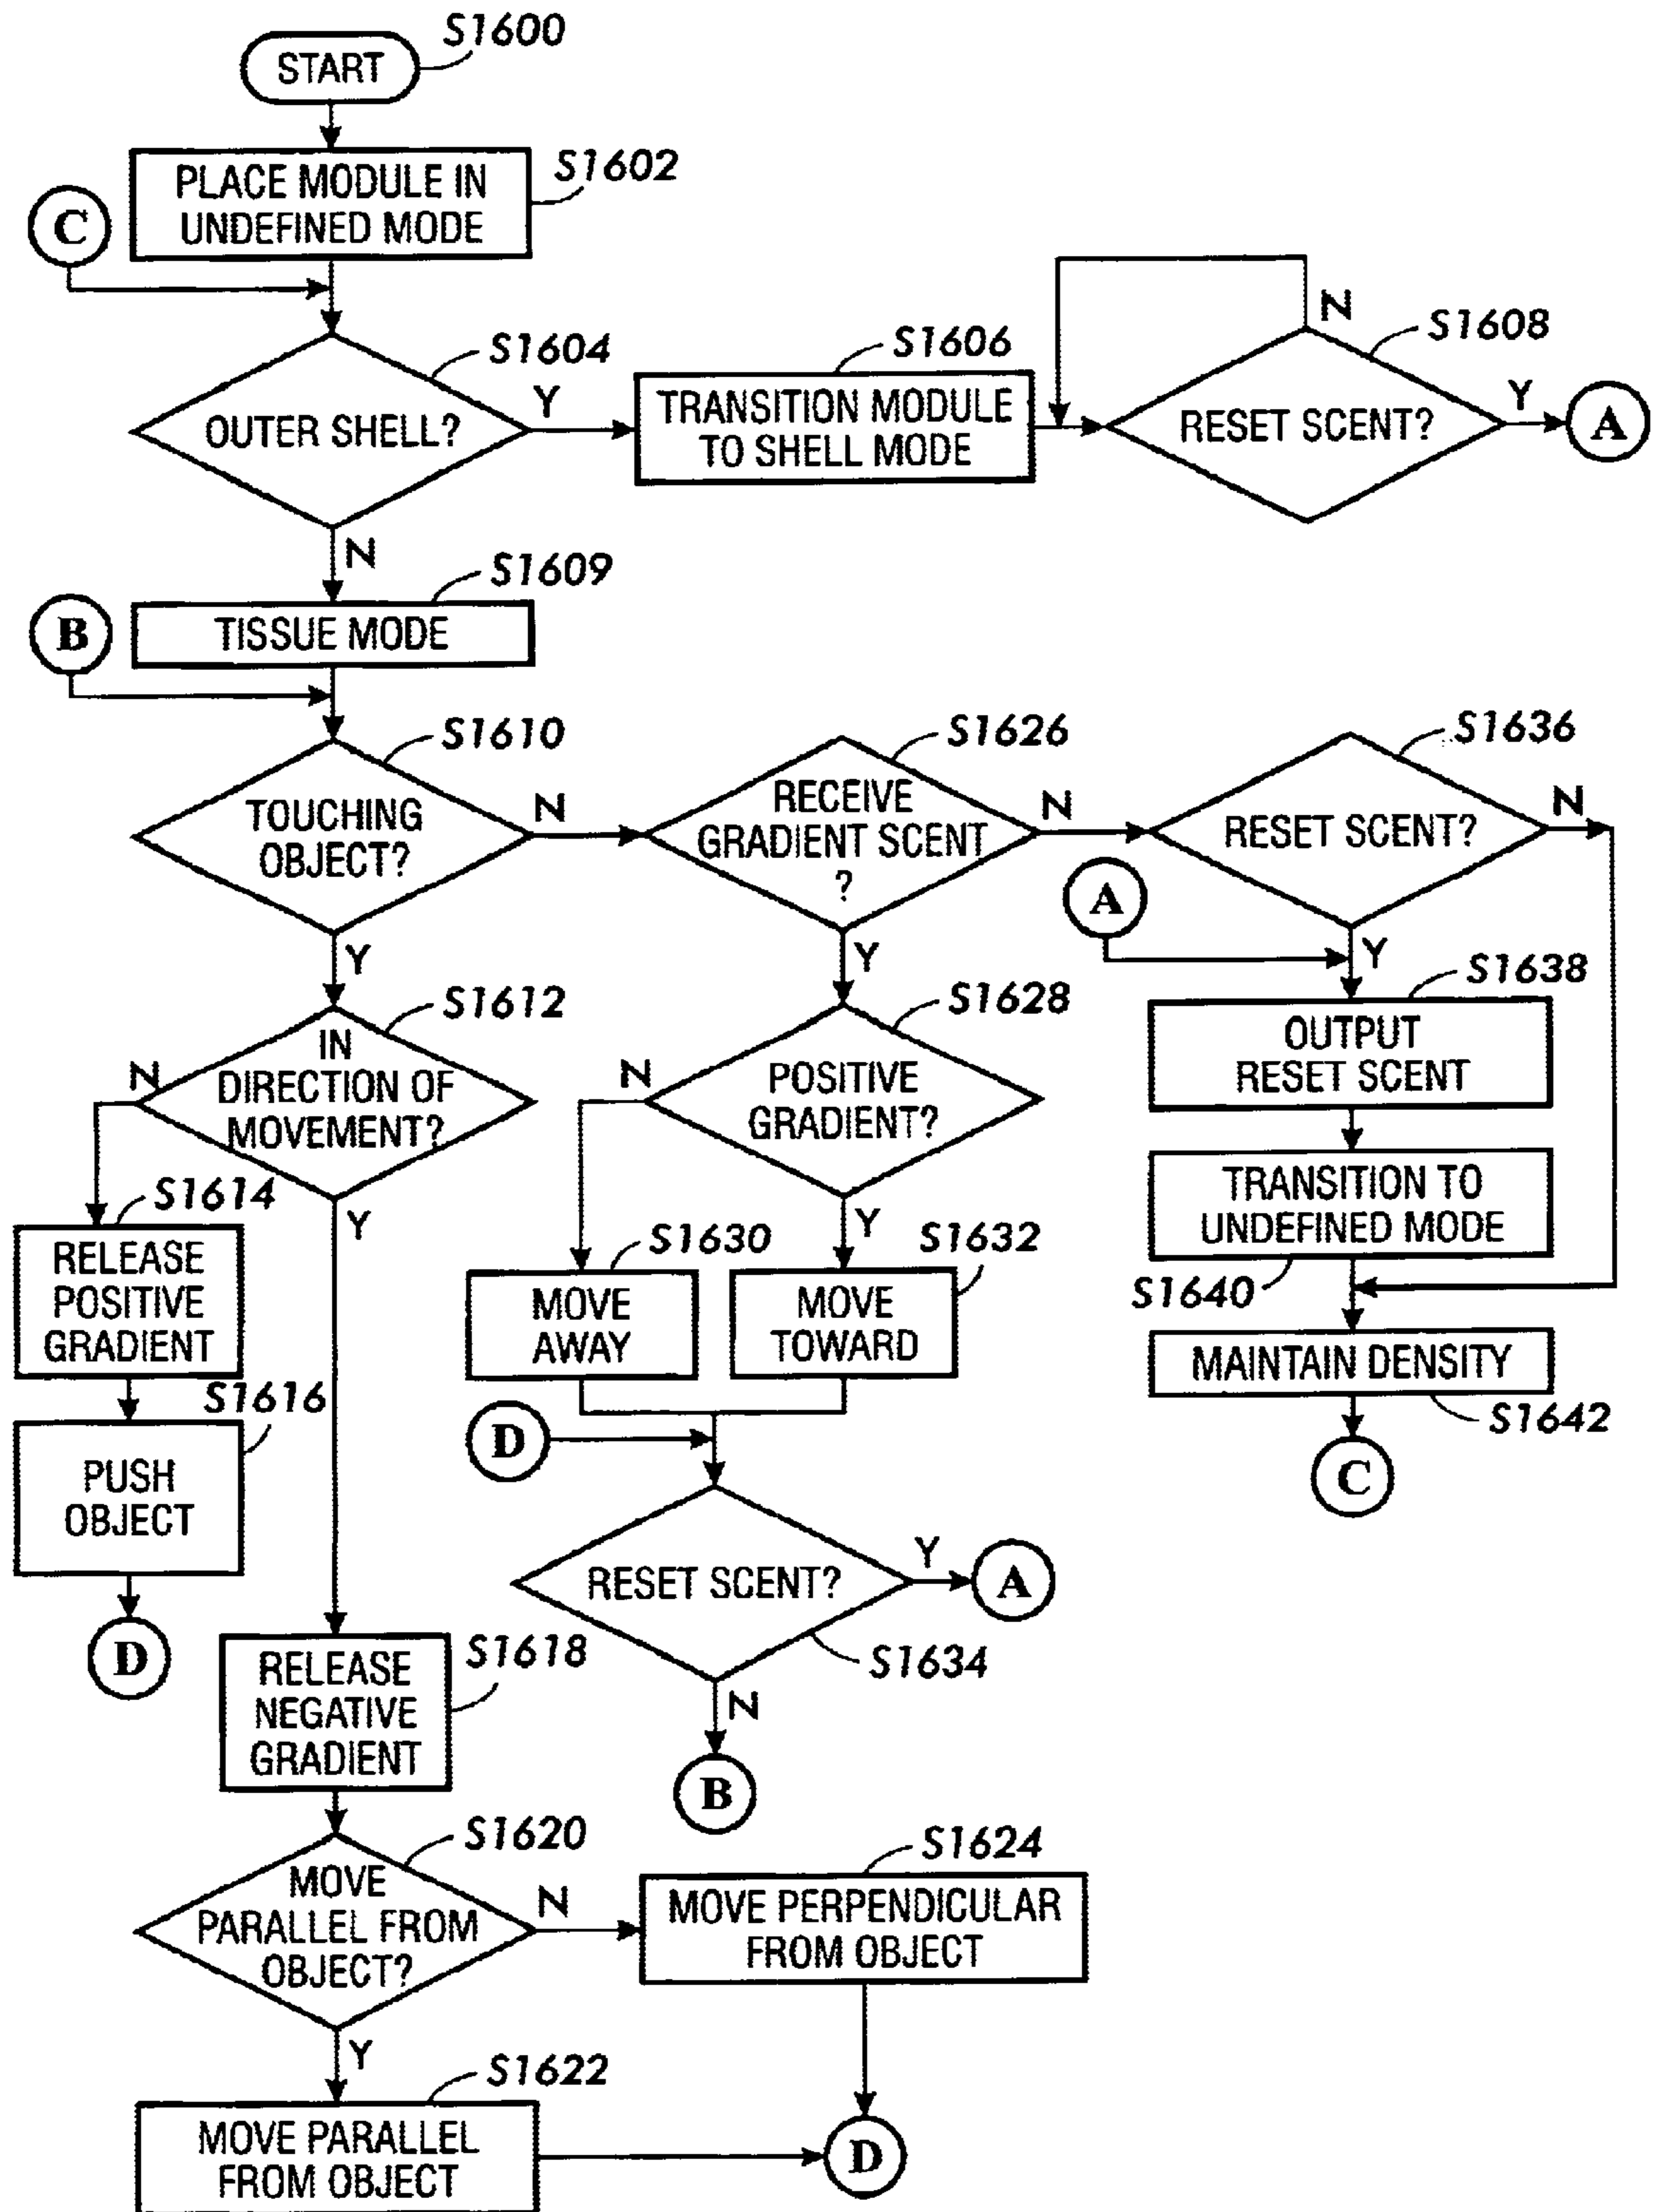 START
S1600
PLACE MODULE IN
UNDEFINED MODE
S1602
C
OUTER SHELL?
S1604
Y
N
TRANSITION MODULE
TO SHELL MODE
S1606
RESET SCENT?
S1608
N
Y
A
TISSUE MODE
S1609
B
TOUCHING
OBJECT?
S1610
N
Y
RECEIVE
GRADIENT SCENT
?
S1626
N
Y
RESET SCENT?
S1636
N
Y
A
IN
DIRECTION OF
MOVEMENT?
S1612
N
Y
POSITIVE
GRADIENT?
S1628
N
Y
OUTPUT
RESET SCENT
S1638
TRANSITION TO
UNDEFINED MODE
S1640
MAINTAIN DENSITY
S1642
C
RELEASE
POSITIVE
GRADIENT
S1614
PUSH
OBJECT
S1616
D
MOVE
AWAY
S1630
MOVE
TOWARD
S1632
D
RESET SCENT?
S1634
Y
A
N
B
RELEASE
NEGATIVE
GRADIENT
S1618
MOVE
PARALLEL FROM
OBJECT?
S1620
N
Y
MOVE PERPENDICULAR
FROM OBJECT
S1624
MOVE PARALLEL
FROM OBJECT
S1622
D